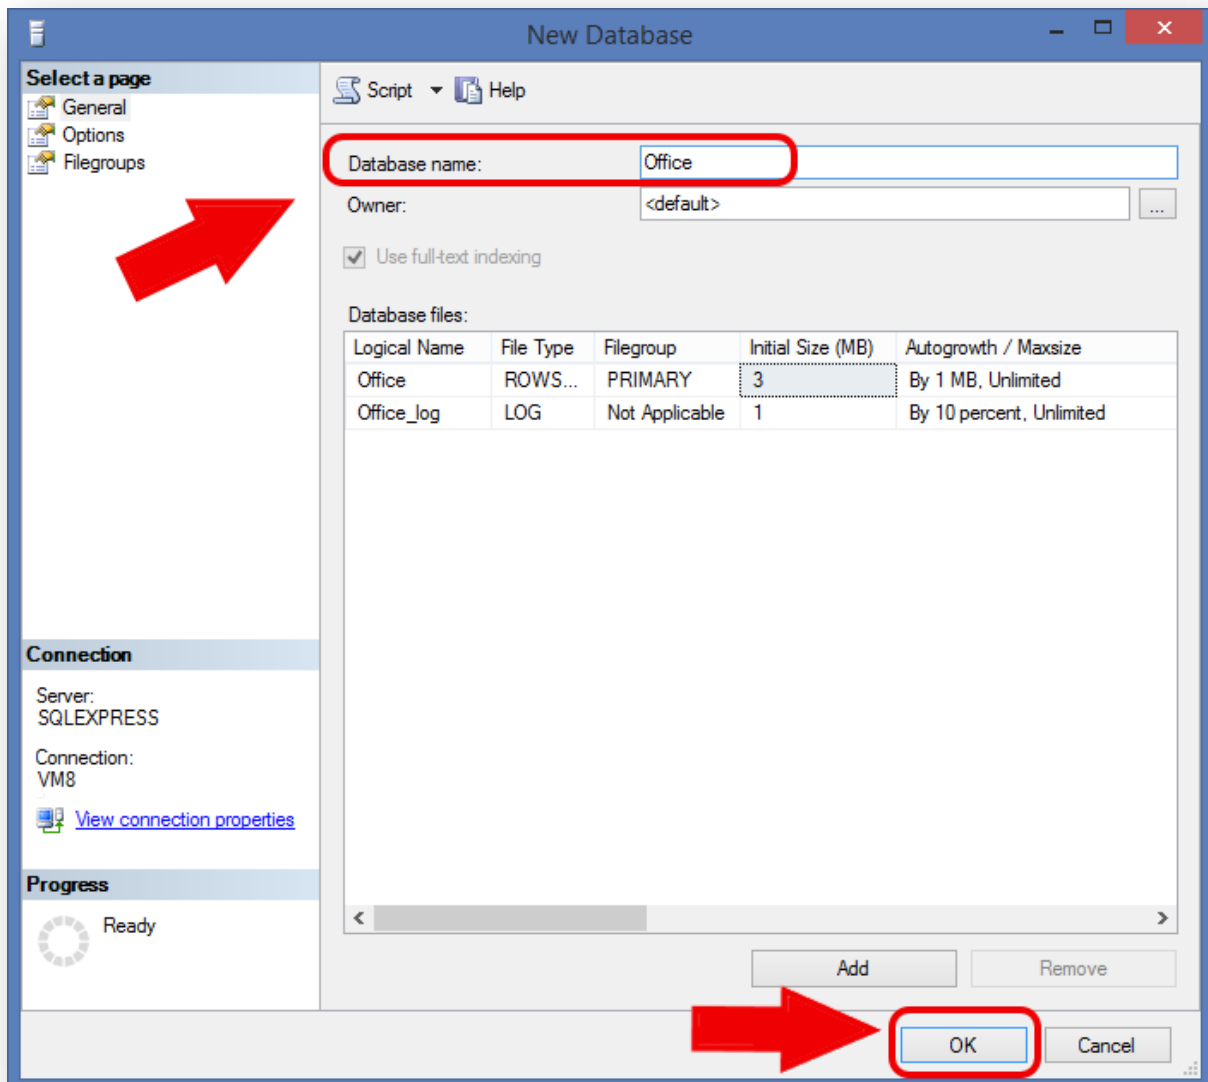 New Database
Select a page
General
Options
Filegroups
Script Help
Database name: Office
Owner: <default> ...
Use full-text indexing
Database files:
Logical Name File Type Filegroup Initial Size (MB) Autogrowth / Maxsize
Office ROWS... PRIMARY 3 By 1 MB, Unlimited
Office_log LOG Not Applicable 1 By 10 percent, Unlimited
Connection
Server:
SQLEXPRESS
Connection:
VM8
View connection properties
Progress
Ready
Add Remove
OK Cancel